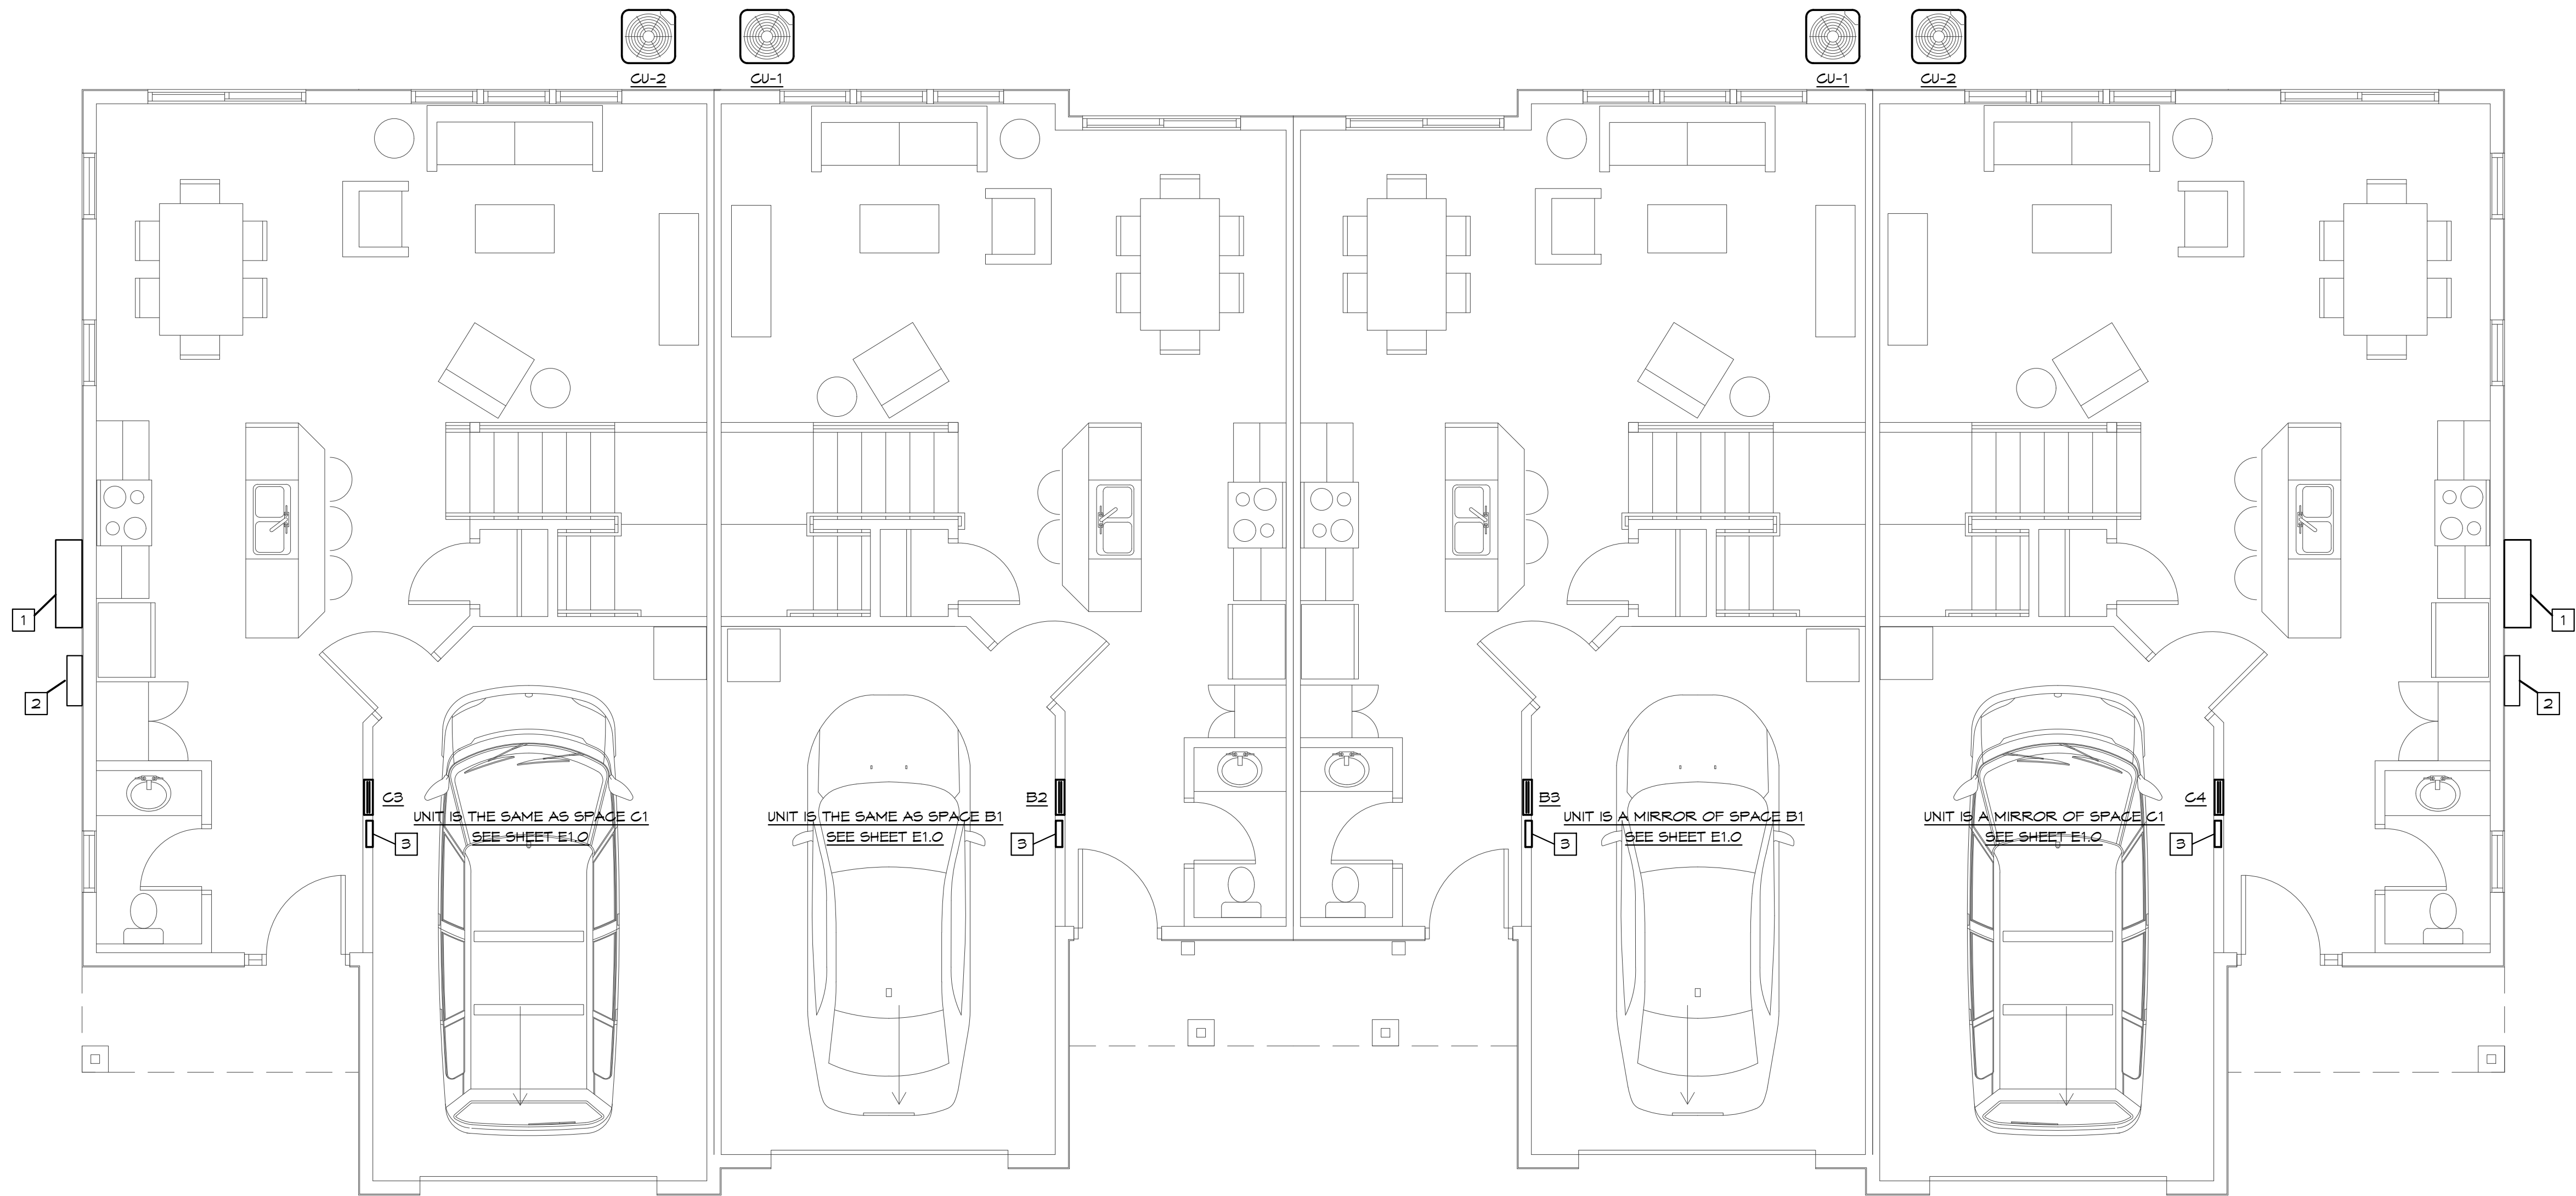 CU-2
CU-1
CU-1
CU-2
1
1
2
2
C3
UNIT IS THE SAME AS SPACE C1
SEE SHEET E1.0
3
B2
UNIT IS THE SAME AS SPACE B1
SEE SHEET E1.0
3
B3
UNIT IS A MIRROR OF SPACE B1
SEE SHEET E1.0
3
C4
UNIT IS A MIRROR OF SPACE C1
SEE SHEET E1.0
3